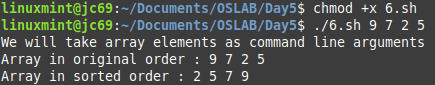 linuxmint@jc69:~/Documents/OSLAB/Day5$ chmod +x 6.sh
linuxmint@jc69:~/Documents/OSLAB/Day5$ ./6.sh 9 7 2 5
We will take array elements as command line arguments
Array in original order : 9 7 2 5
Array in sorted order : 2 5 7 9